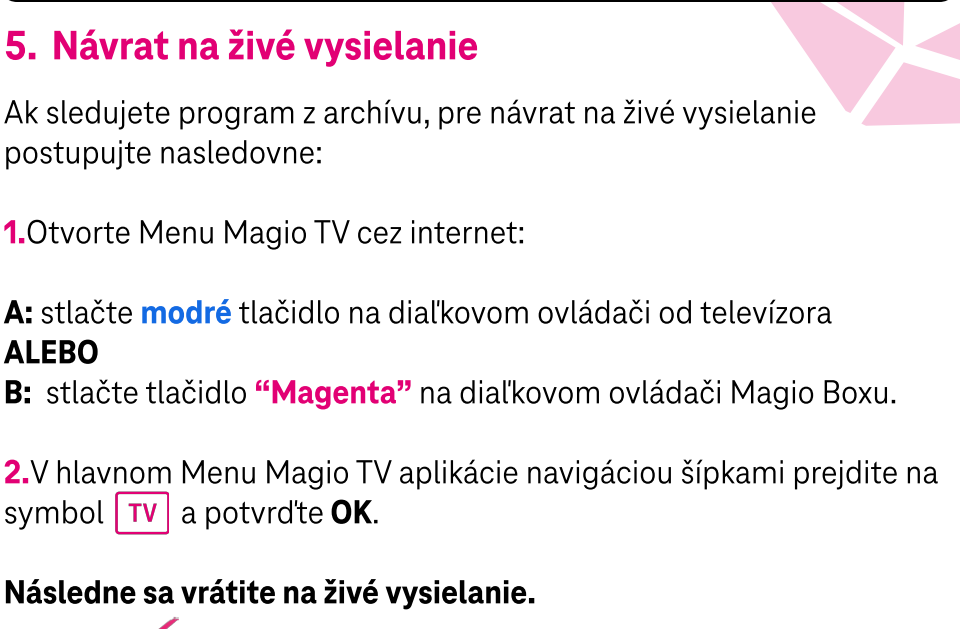 5. Návrat na živé vysielanie
Ak sledujete program z archívu, pre návrat na živé vysielanie
postupujte nasledovne:
1.Otvorte Menu Magio TV cez internet:
A: stlačte modré tlačidlo na diaľkovom ovládači od televízora
ALEBO
B: stlačte tlačidlo “Magenta” na diaľkovom ovládači Magio Boxu.
2.V hlavnom Menu Magio TV aplikácie navigáciou šípkami prejdite na
symbol TV a potvrďte OK.
Následne sa vrátite na živé vysielanie.